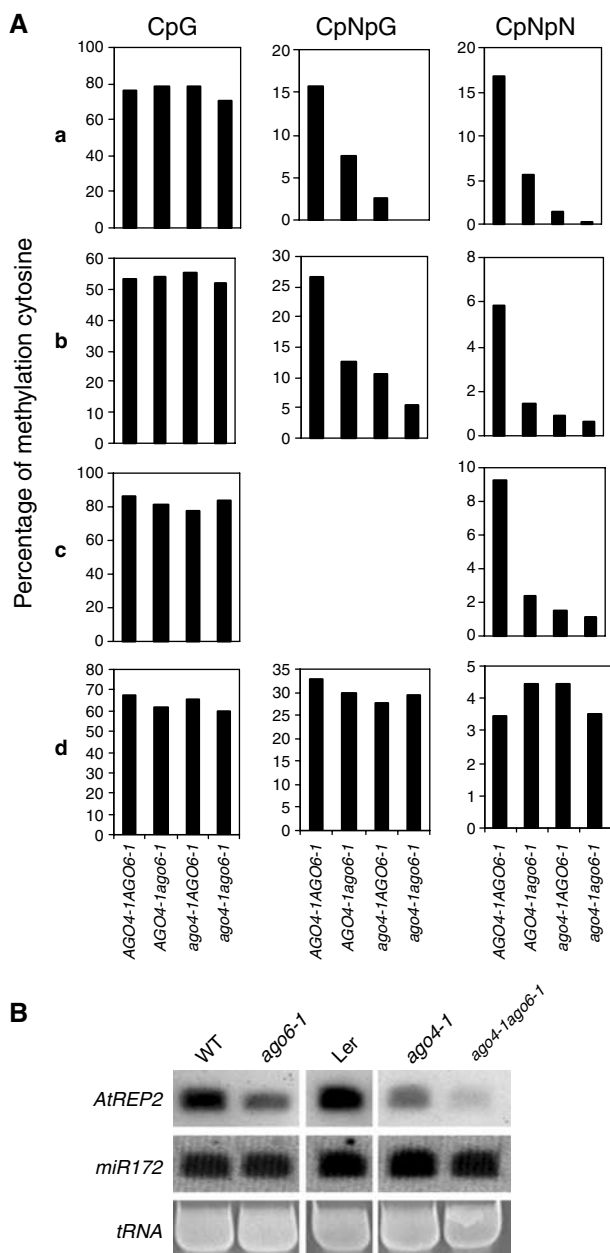 A
CpG CpNpG CpNpN
Percentage of methylation cytosine
a
100
80
60
40
20
0
20
15
10
5
0
20
15
10
5
0
b
60
50
40
30
20
10
0
30
25
20
15
10
5
0
8
6
4
2
0
c
100
80
60
40
20
0
10
8
6
4
2
0
d
80
70
60
50
40
30
20
10
0
35
30
25
20
15
10
5
0
5
4
3
2
1
0
AGO4-1AGO6-1
AGO4-1ago6-1
ago4-1AGO6-1
ago4-1ago6-1
AGO4-1AGO6-1
AGO4-1ago6-1
ago4-1AGO6-1
ago4-1ago6-1
AGO4-1AGO6-1
AGO4-1ago6-1
ago4-1AGO6-1
ago4-1ago6-1
B
WT ago6-1 Ler ago4-1 ago4-1ago6-1
AtREP2
miR172
tRNA